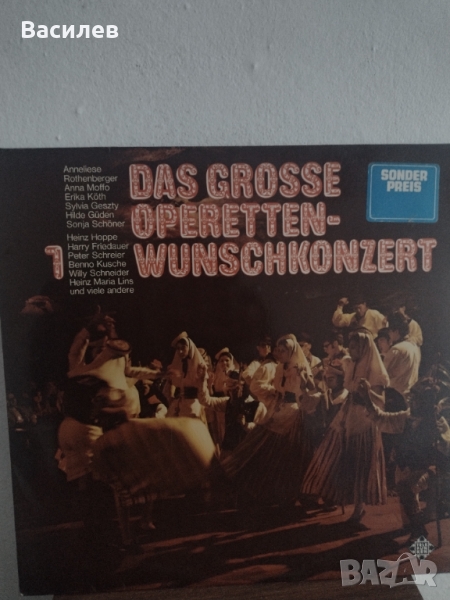 Василев
Anneliese
Rothenberger
Anna Moffo
Erika Köth
Sylvia Geszty
Hilde Güden
Sonja Schöner
Heinz Hoppe
Harry Friedauer
Peter Schreier
Benno Kusche
Willy Schneider
Heinz Maria Lins
und viele andere
1
DAS GROSSE
OPERETTEN-
WUNSCHKONZERT
SONDER
PREIS
BAZAR